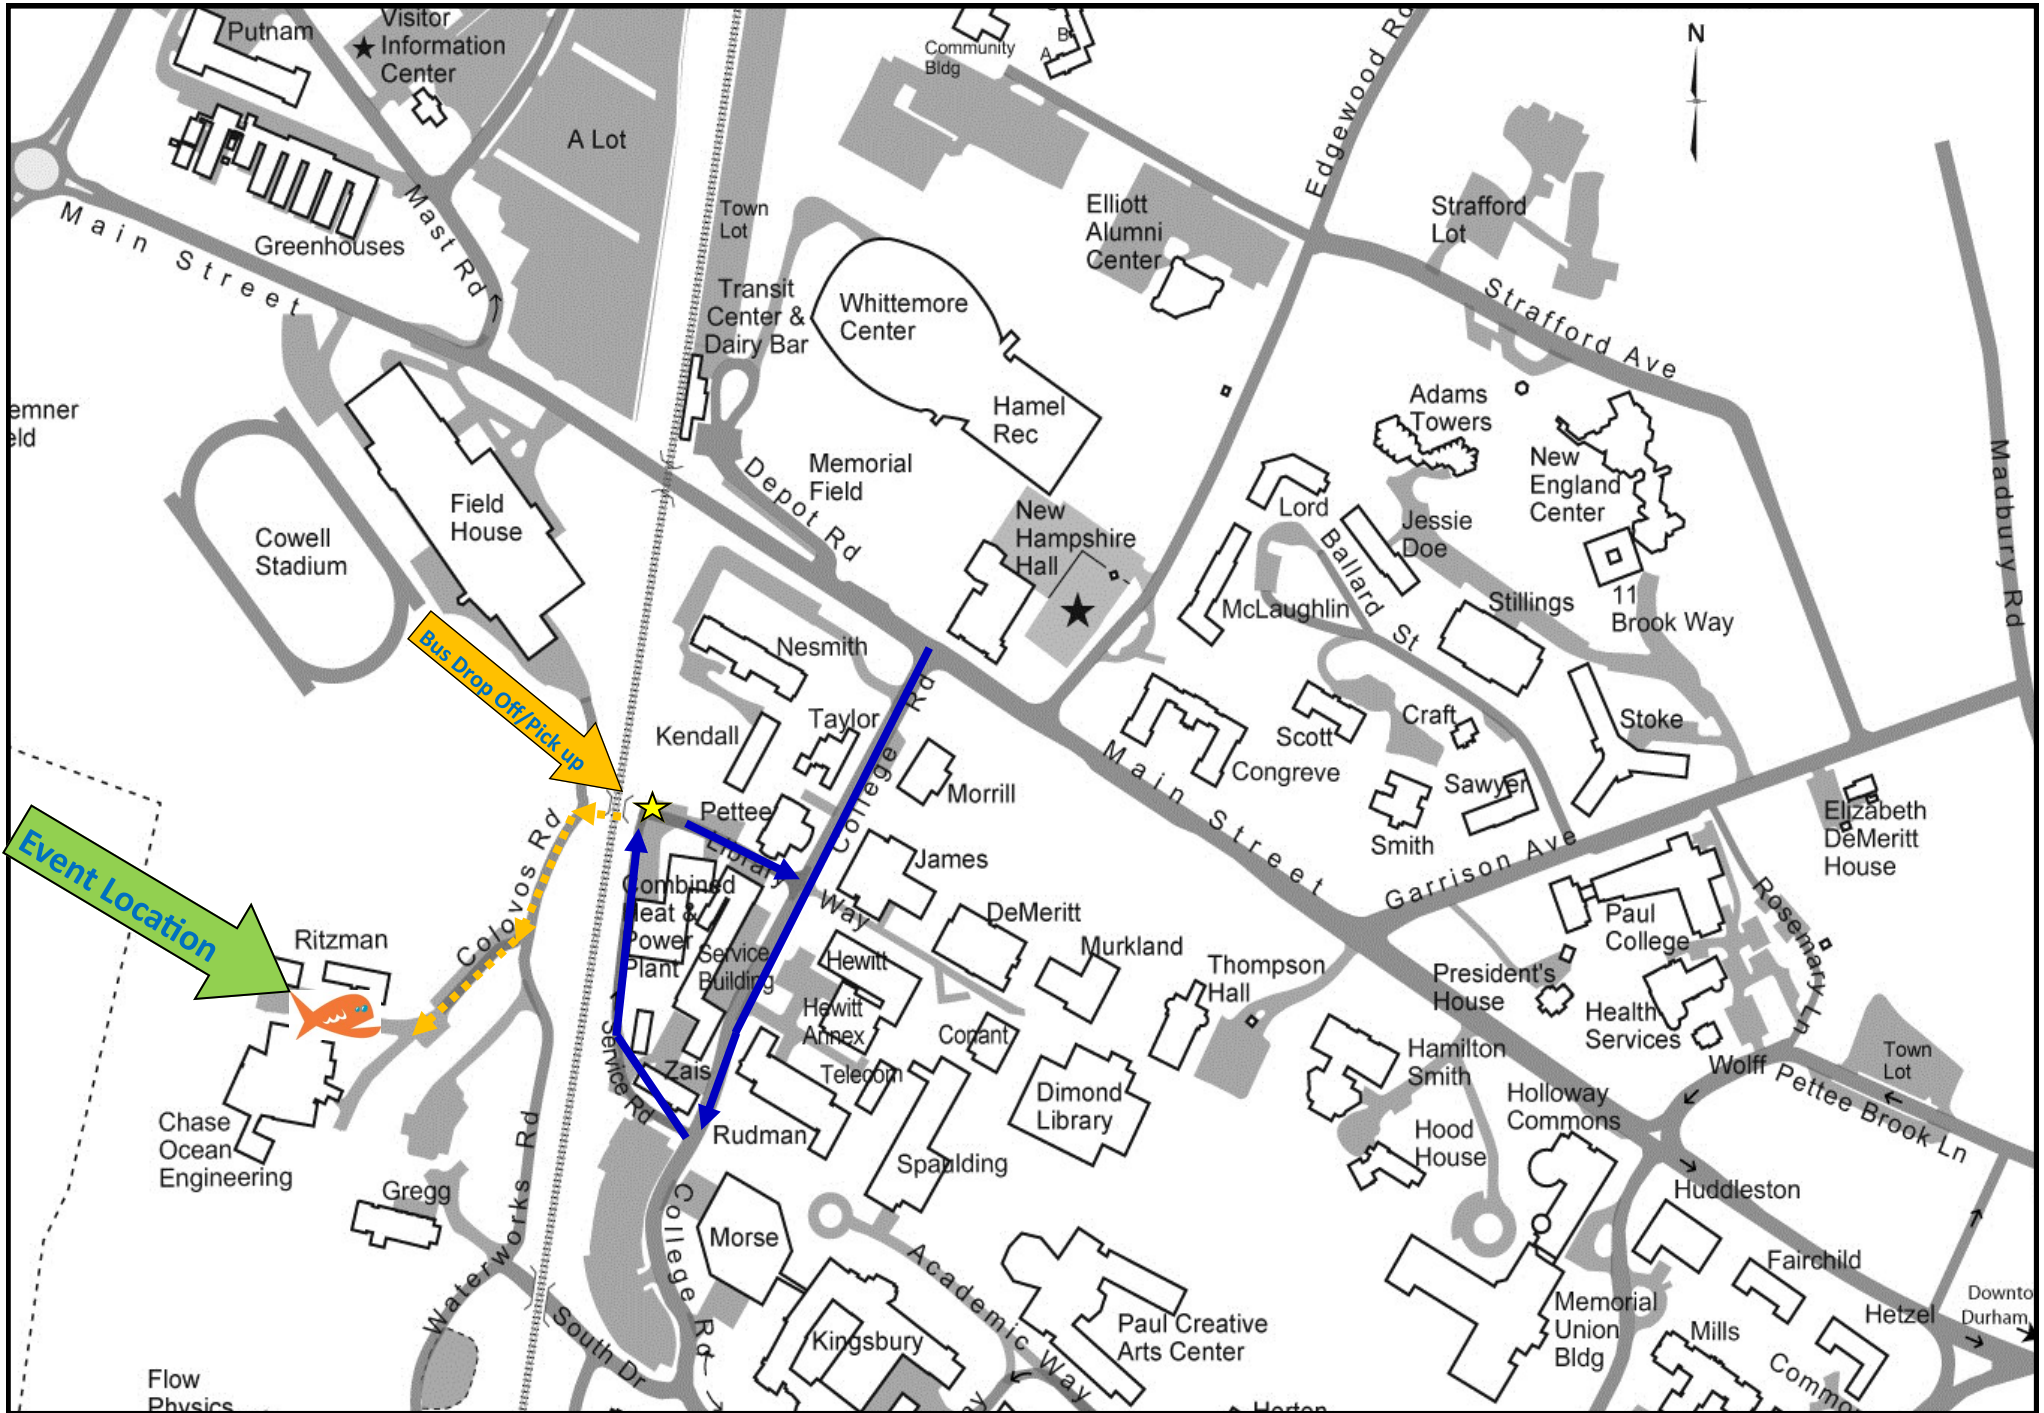 Putnam
Visitor
Information
Center
A Lot
Community
Bldg
B
A
Edgewood Rd
N
Main Street
Greenhouses
Mast Rd
Town
Lot
Elliott
Alumni
Center
Strafford
Lot
Transit
Center &
Dairy Bar
Whittemore
Center
Hamel
Rec
Strafford Ave
Adams
Towers
New
England
Center
Madbury Rd
emner
eld
Cowell
Stadium
Field
House
Memorial
Field
Depot Rd
New
Hampshire
Hall
Lord
Ballard St
Jessie
Doe
McLaughlin
Stillings
11
Brook Way
Bus Drop Off/Pick up
Nesmith
Kendall
Taylor
College Rd
Morrill
Pettee
Library Way
James
Main Street
Congreve
Scott
Craft
Stoke
Sawyer
Smith
Garrison Ave
Elizabeth
DeMeritt
House
Event Location
Colovos Rd
Ritzman
Combined
Heat &
Power
Plant
Service
Building
Hewitt
Hewitt
Annex
DeMeritt
Murkland
Thompson
Hall
Paul
College
Rosemary Ln
President's
House
Health
Services
Wolff
Town
Lot
Pettee Brook Ln
Service Rd
Zais
Telecom
Conant
Dimond
Library
Hamilton
Smith
Holloway
Commons
Hood
House
Huddleston
Chase
Ocean
Engineering
Gregg
Waterworks Rd
Rudman
Spaulding
Morse
College Rd
Academic Way
Kingsbury
Paul Creative
Arts Center
Memorial
Union
Bldg
Fairchild
Hetzel
Mills
Downto
Durham
South Dr
Flow
Physics
Horton